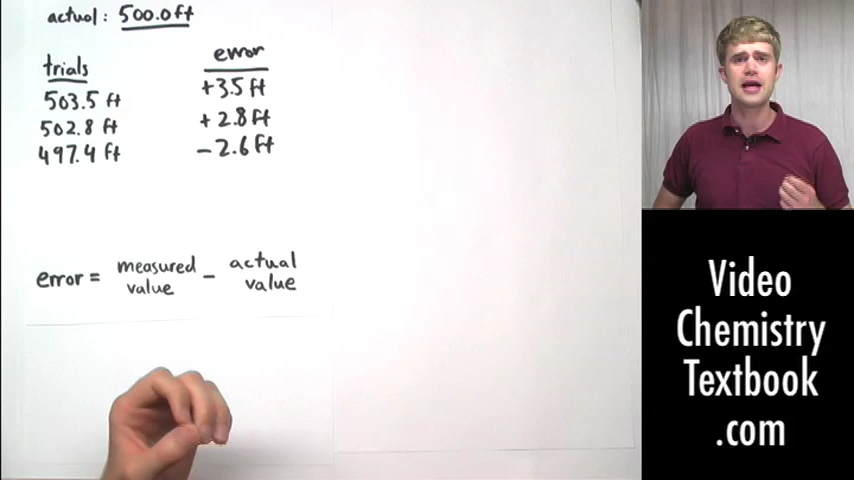 actual: 500.0 ft
trials error
503.5 ft +3.5 ft
502.8 ft +2.8 ft
497.4 ft -2.6 ft
error = measured value - actual value
Video
Chemistry
Textbook
.com